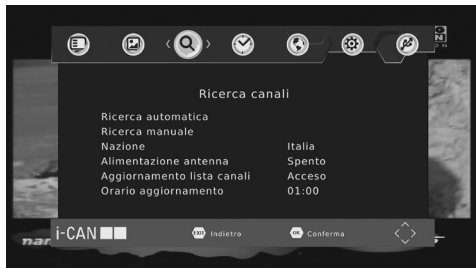 Ricerca canali
Ricerca automatica
Ricerca manuale
Nazione Italia
Alimentazione antenna Spento
Aggiornamento lista canali Acceso
Orario aggiornamento 01:00
i-CAN EXIT Indietro OK Conferma
nar